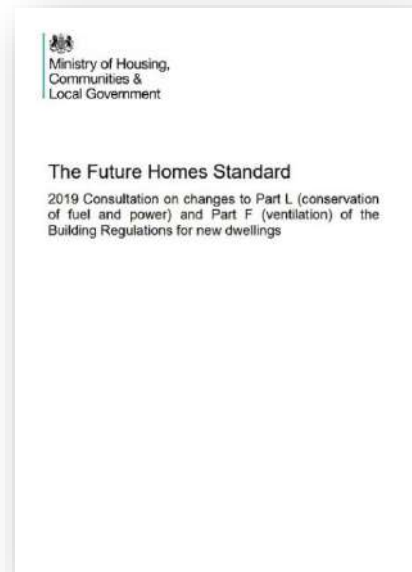 Ministry of Housing,
Communities &
Local Government
The Future Homes Standard
2019 Consultation on changes to Part L (conservation
of fuel and power) and Part F (ventilation) of the
Building Regulations for new dwellings